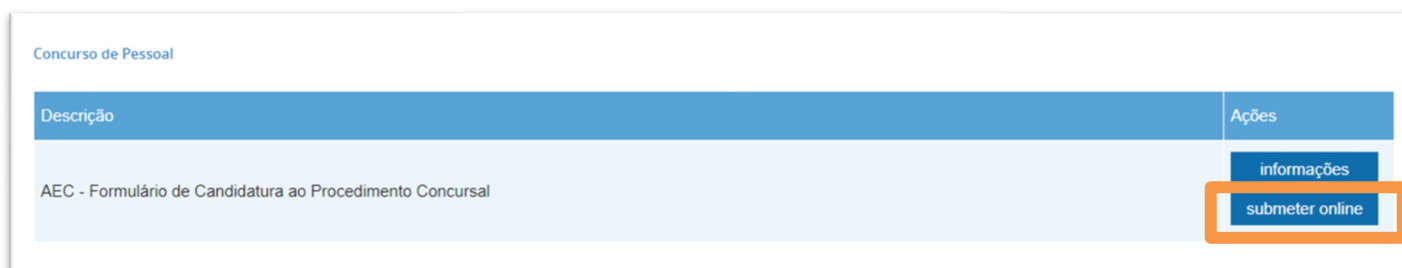 Concurso de Pessoal
Descrição
Ações
AEC - Formulário de Candidatura ao Procedimento Concursal
informações
submeter online